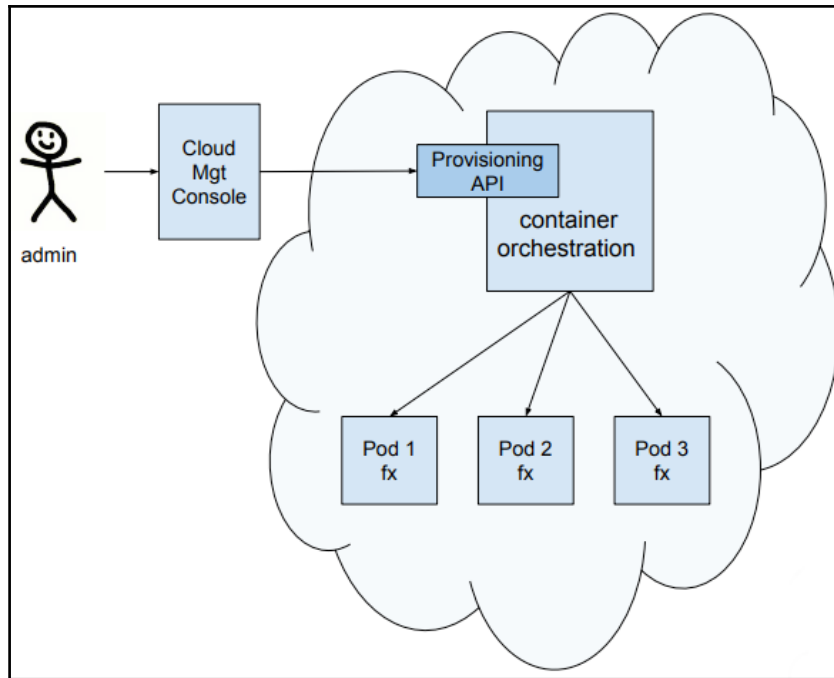 admin
Cloud
Mgt
Console
Provisioning
API
container
orchestration
Pod 1
fx
Pod 2
fx
Pod 3
fx